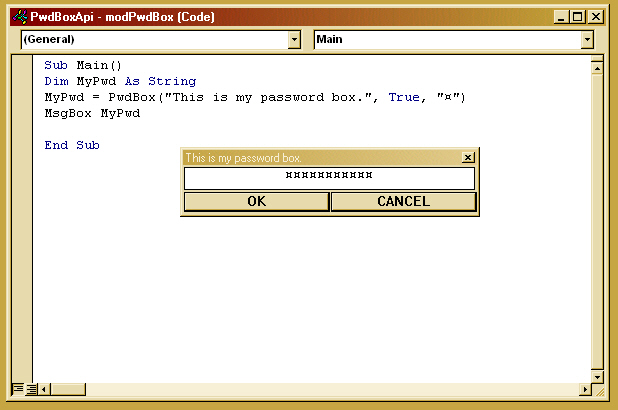 PwdBoxApi - modPwdBox (Code)
(General) Main
Sub Main()
Dim MyPwd As String
MyPwd = PwdBox("This is my password box.", True, "¤")
MsgBox MyPwd
End Sub
This is my password box.
¤¤¤¤¤¤¤¤¤¤¤
OK CANCEL